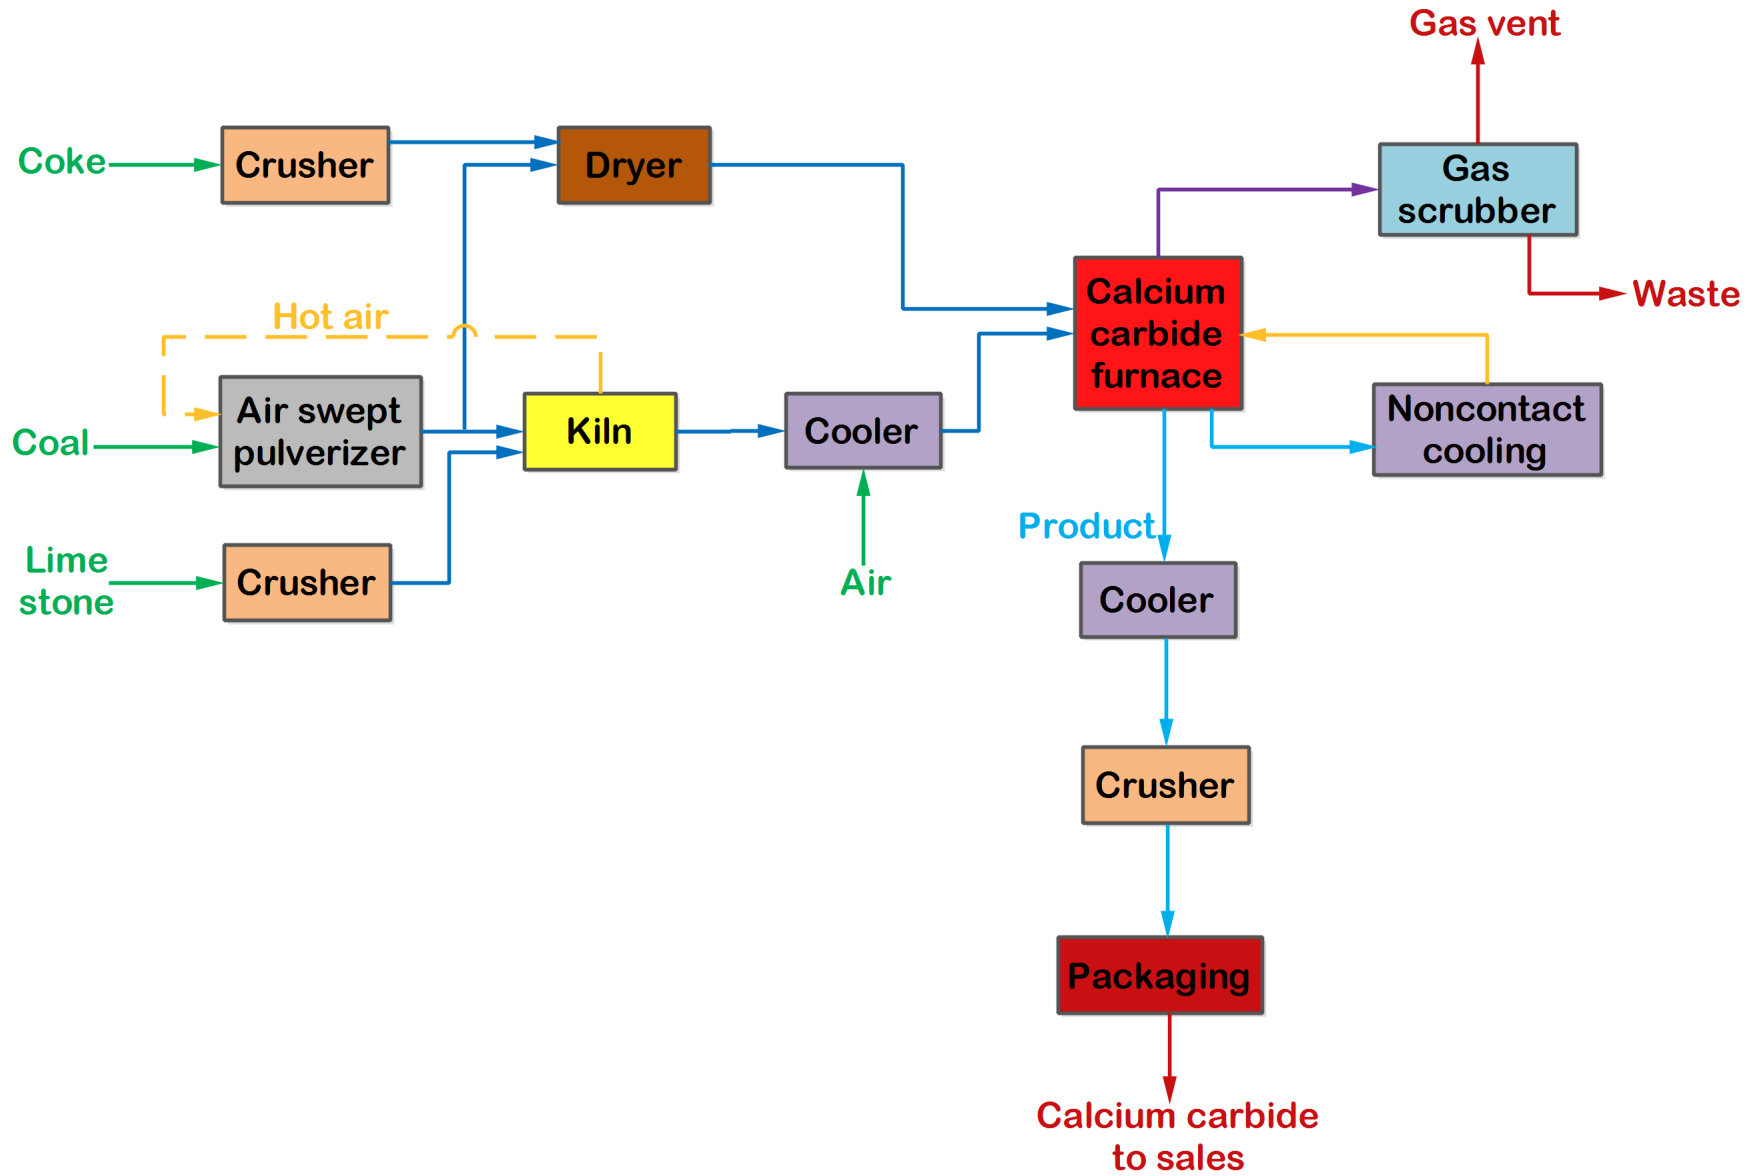 Gas vent
Coke
Crusher
Dryer
Gas
scrubber
Waste
Hot air
Calcium
carbide
furnace
Coal
Air swept
pulverizer
Kiln
Cooler
Noncontact
cooling
Product
Lime
stone
Crusher
Air
Cooler
Crusher
Packaging
Calcium carbide
to sales